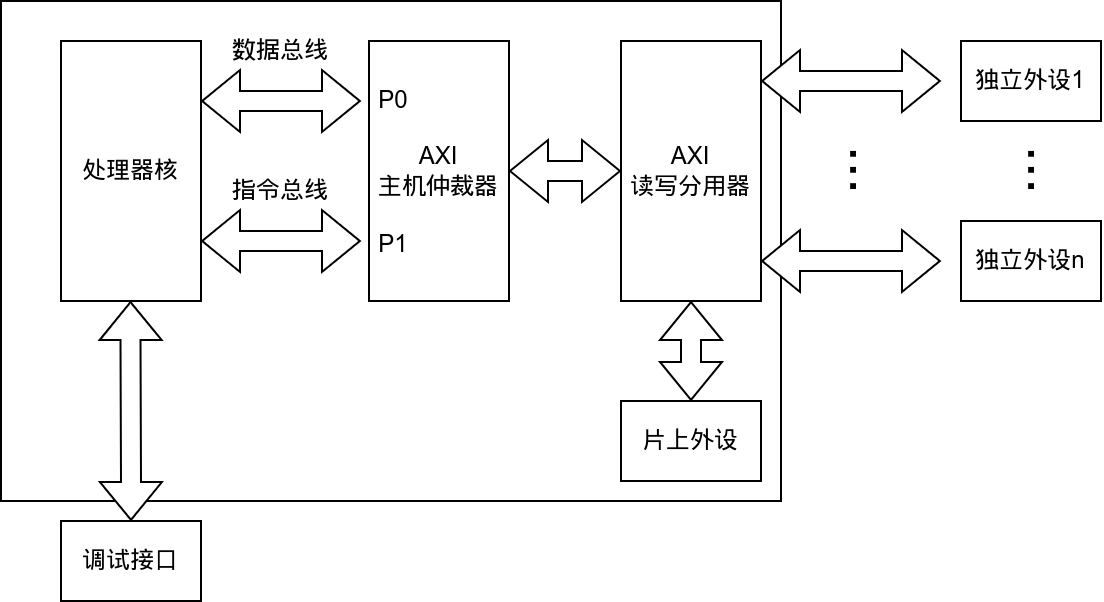 数据总线
处理器核
指令总线
P0
AXI
主机仲裁器
P1
AXI
读写分用器
独立外设1
独立外设n
片上外设
调试接口